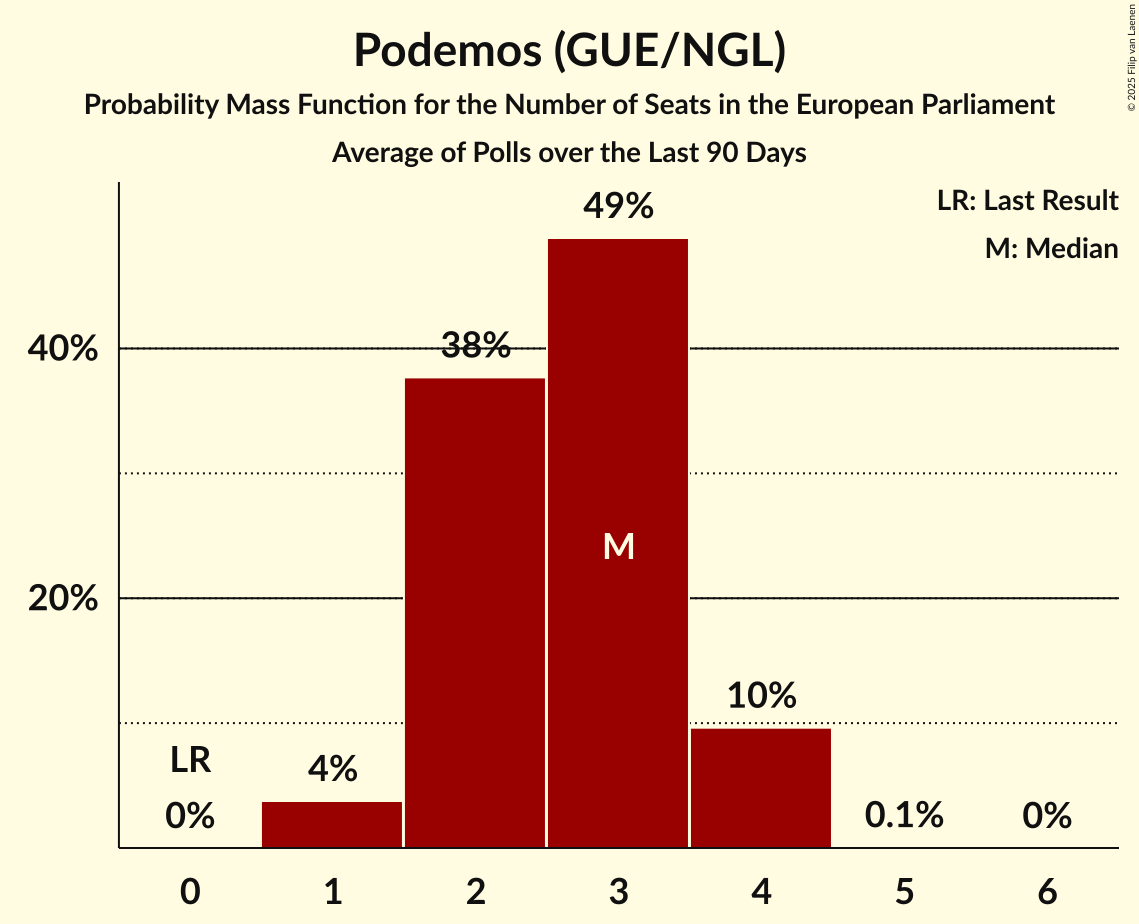 Podemos (GUE/NGL)
Probability Mass Function for the Number of Seats in the European Parliament
Average of Polls over the Last 90 Days
© 2025 Filip van Laenen
LR: Last Result
M: Median
49%
40%
38%
M
20%
10%
LR
4%
0%
0.1%
0%
0 1 2 3 4 5 6